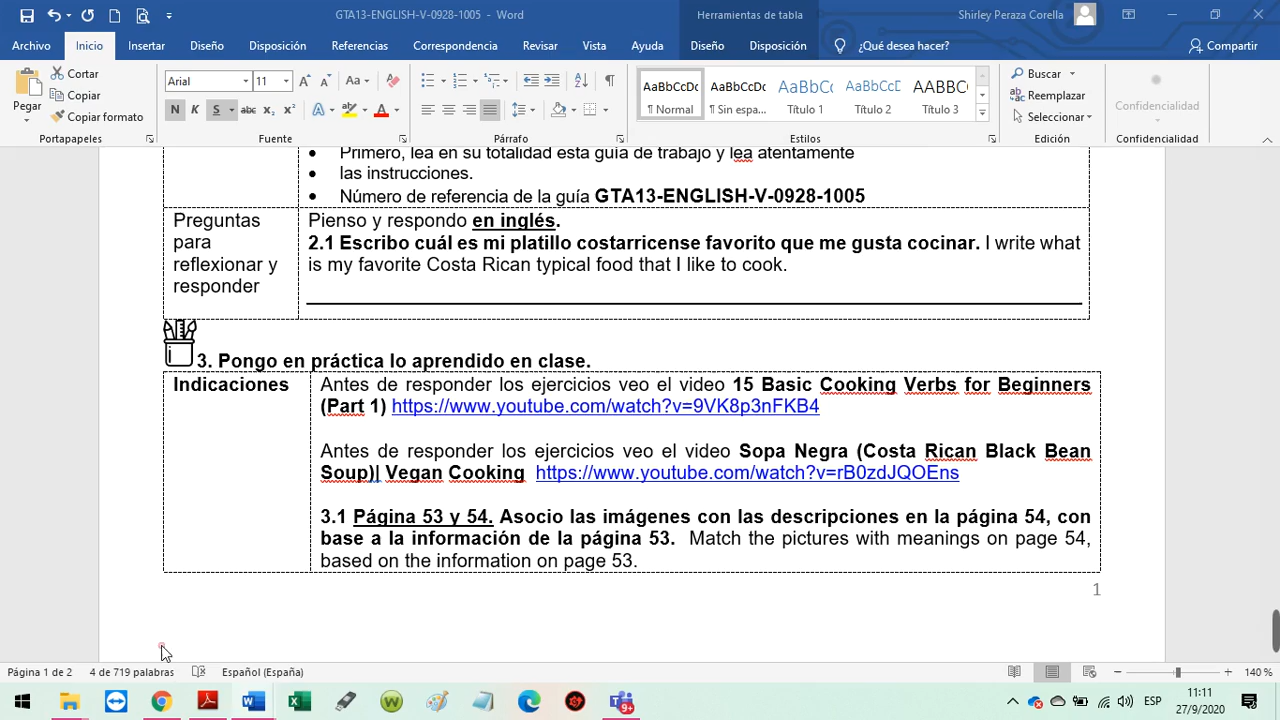 GTA13-ENGLISH-V-0928-1005 - Word
Herramientas de tabla
Shirley Peraza Corella
Archivo Inicio Insertar Diseño Disposición Referencias Correspondencia Revisar Vista Ayuda Diseño Disposición ¿Qué desea hacer? Compartir
Pegar
Cortar
Copiar
Copiar formato
Portapapeles
Arial 11 Aa
N K S abc x₂ x² A A
Fuente
Párrafo
AaBbCcDc AaBbCcDc AaBbCc AaBbCcD AABBC
¶ Normal ¶ Sin espa... Título 1 Título 2 Título 3
Estilos
Buscar
Reemplazar
Seleccionar
Edición
Confidencialidad
Confidencialidad
• Primero, lea en su totalidad esta guía de trabajo y lea atentamente
• las instrucciones.
• Número de referencia de la guía GTA13-ENGLISH-V-0928-1005
Preguntas para reflexionar y responder
Pienso y respondo en inglés.
2.1 Escribo cuál es mi platillo costarricense favorito que me gusta cocinar. I write what
is my favorite Costa Rican typical food that I like to cook.
3. Pongo en práctica lo aprendido en clase.
Indicaciones
Antes de responder los ejercicios veo el video 15 Basic Cooking Verbs for Beginners
(Part 1) https://www.youtube.com/watch?v=9VK8p3nFKB4
Antes de responder los ejercicios veo el video Sopa Negra (Costa Rican Black Bean
Soup)| Vegan Cooking https://www.youtube.com/watch?v=rB0zdJQOEns
3.1 Página 53 y 54. Asocio las imágenes con las descripciones en la página 54, con
base a la información de la página 53. Match the pictures with meanings on page 54,
based on the information on page 53.
1
Página 1 de 2 4 de 719 palabras Español (España) 140 %
9+
ESP
11:11
27/9/2020